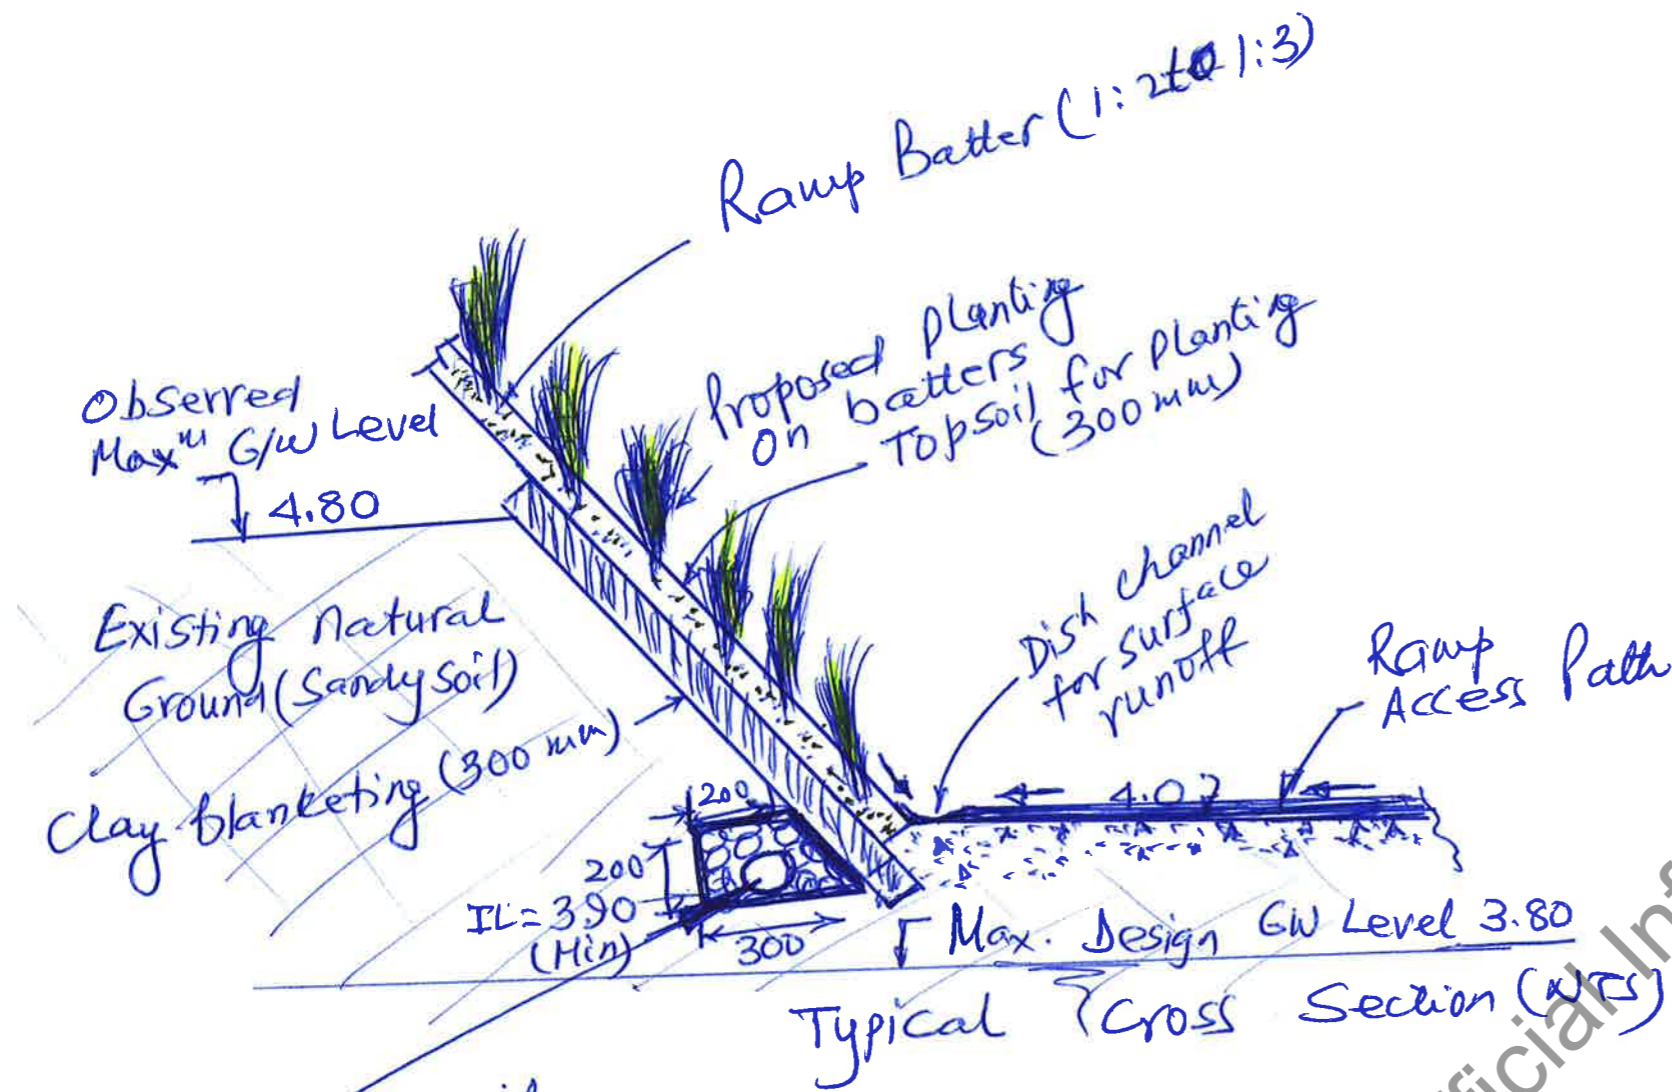 Ramp Batter (1: 2 to 1:3)
Proposed planting
on batters
Topsoil for planting
(300 mm)
Observed
Maxᵐ G/W Level
4.80
Existing natural
Ground (Sandy soil)
Clay blanketing (300 mm)
Dish channel
for surface
runoff
Ramp
Access Path
200
200
IL = 3.90
(Min)
300
Max. Design GW Level 3.80
Typical Cross Section (NTS)